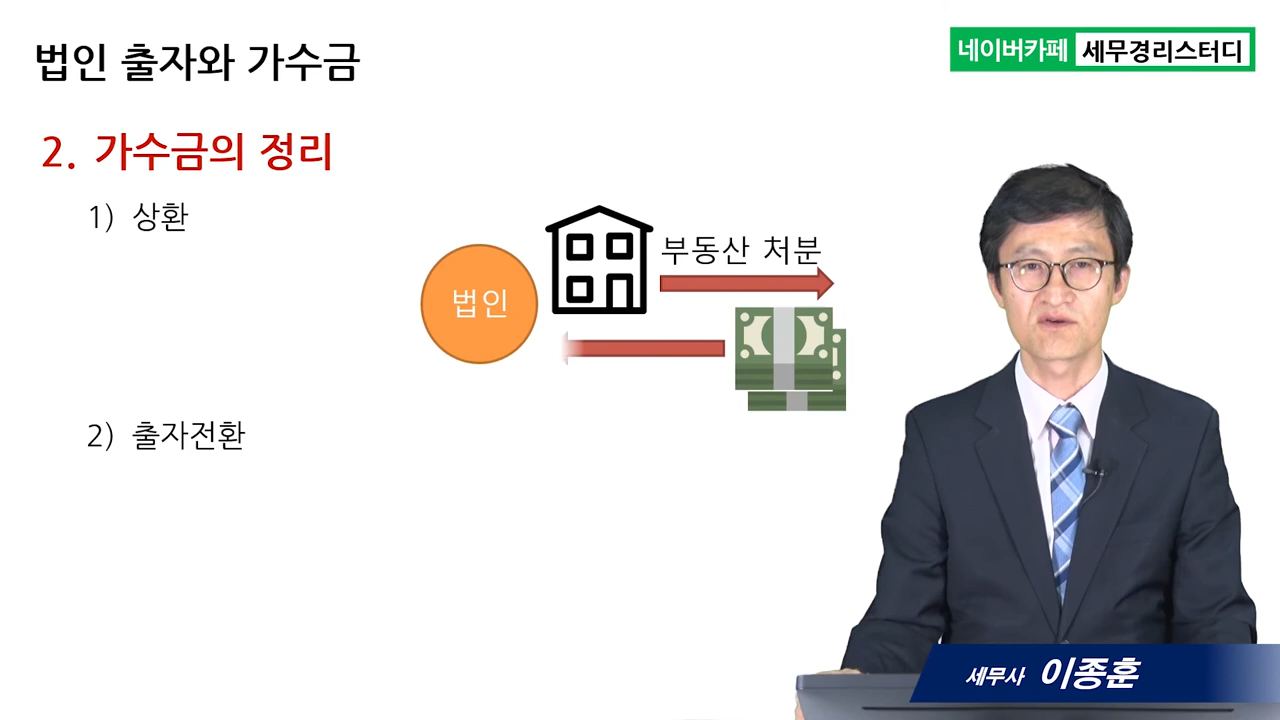 법인 출자와 가수금
네이버카페 세무경리스터디
2. 가수금의 정리
1) 상환
부동산 처분
법인
2) 출자전환
세무사 이종훈